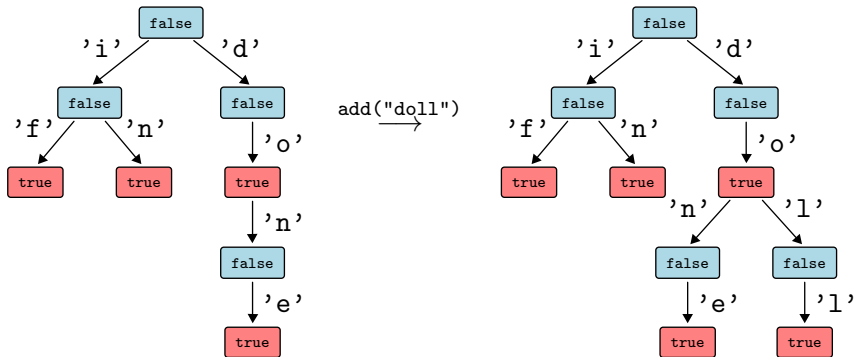 false false
'i' 'd' 'i' 'd'
false false add("doll") false false
'f' 'n' 'o' 'f' 'n' 'o'
true true true true true true
'n' 'n' 'l'
false false false
'e' 'e' 'l'
true true true